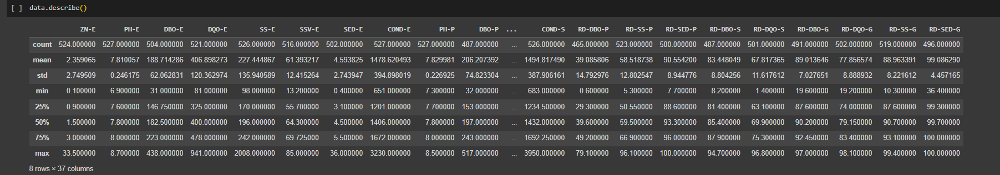 [ ] data.describe()
ZN-E PH-E DBO-E DQO-E SS-E SSV-E SED-E COND-E PH-P DBO-P ... COND-S RD-DBO-P RD-SS-P RD-SED-P RD-DBO-S RD-DQO-S RD-DBO-G RD-DQO-G RD-SS-G RD-SED-G
count 524.000000 527.000000 504.000000 521.000000 526.000000 516.000000 502.000000 527.000000 527.000000 487.000000 ... 526.000000 465.000000 523.000000 500.000000 487.000000 501.000000 491.000000 502.000000 519.000000 496.000000
mean 2.359065 7.810057 188.714286 406.898273 227.444867 61.393217 4.593825 1478.620493 7.829981 206.207392 ... 1494.817490 39.085806 58.518738 90.554200 83.448049 67.817365 89.013646 77.856574 88.963391 99.086290
std 2.749509 0.246175 62.062831 120.362974 135.940589 12.415264 2.743947 394.898019 0.226925 74.823304 ... 387.906161 14.792976 12.802547 8.944776 8.804256 11.617612 7.027651 8.888932 8.221612 4.457165
min 0.100000 6.900000 31.000000 81.000000 98.000000 13.200000 0.400000 651.000000 7.300000 32.000000 ... 683.000000 0.600000 5.300000 7.700000 8.200000 1.400000 19.600000 19.200000 10.300000 36.400000
25% 0.900000 7.600000 146.750000 325.000000 170.000000 55.700000 3.100000 1201.000000 7.700000 153.000000 ... 1234.500000 29.300000 50.550000 88.600000 81.400000 63.100000 87.600000 74.000000 87.600000 99.300000
50% 1.500000 7.800000 182.500000 400.000000 196.000000 64.300000 4.500000 1406.000000 7.800000 197.000000 ... 1432.000000 39.600000 59.500000 93.300000 85.400000 69.900000 90.200000 79.150000 90.700000 99.700000
75% 3.000000 8.000000 223.000000 478.000000 242.000000 69.725000 5.500000 1672.000000 8.000000 243.000000 ... 1692.250000 49.200000 66.900000 96.000000 87.900000 75.300000 92.450000 83.400000 93.100000 100.000000
max 33.500000 8.700000 438.000000 941.000000 2008.000000 85.000000 36.000000 3230.000000 8.500000 517.000000 ... 3950.000000 79.100000 96.100000 100.000000 94.700000 96.800000 97.000000 98.100000 99.400000 100.000000
8 rows × 37 columns